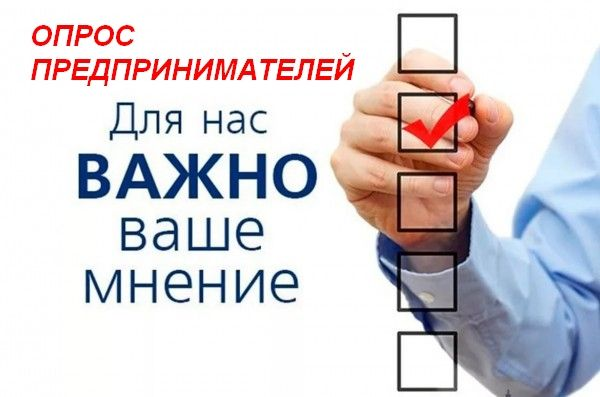 ОПРОС
ПРЕДПРИНИМАТЕЛЕЙ
Для нас
ВАЖНО
ваше
мнение